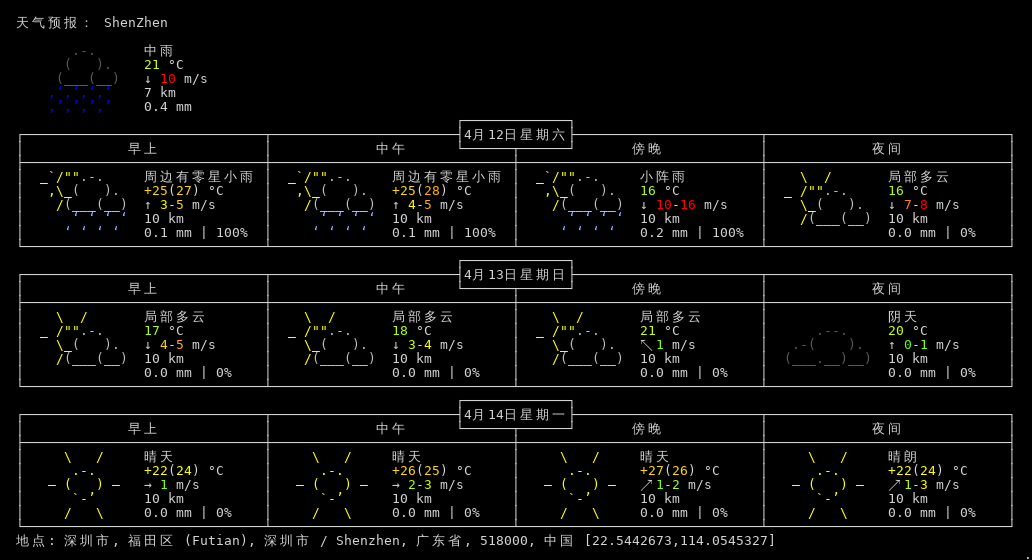 天气预报： ShenZhen
中雨
21 °C
↓ 10 m/s
7 km
0.4 mm
4月12日星期六
早上 中午 傍晚 夜间
周边有零星小雨 周边有零星小雨 小阵雨 局部多云
+25(27) °C +25(28) °C 16 °C 16 °C
↑ 3-5 m/s ↑ 4-5 m/s ↓ 10-16 m/s ↓ 7-8 m/s
10 km 10 km 10 km 10 km
0.1 mm | 100% 0.1 mm | 100% 0.2 mm | 100% 0.0 mm | 0%
4月13日星期日
早上 中午 傍晚 夜间
局部多云 局部多云 局部多云 阴天
17 °C 18 °C 21 °C 20 °C
↓ 4-5 m/s ↓ 3-4 m/s ↖ 1 m/s ↑ 0-1 m/s
10 km 10 km 10 km 10 km
0.0 mm | 0% 0.0 mm | 0% 0.0 mm | 0% 0.0 mm | 0%
4月14日星期一
早上 中午 傍晚 夜间
晴天 晴天 晴天 晴朗
+22(24) °C +26(25) °C +27(26) °C +22(24) °C
→ 1 m/s → 2-3 m/s ↗ 1-2 m/s ↗ 1-3 m/s
10 km 10 km 10 km 10 km
0.0 mm | 0% 0.0 mm | 0% 0.0 mm | 0% 0.0 mm | 0%
地点: 深圳市, 福田区 (Futian), 深圳市 / Shenzhen, 广东省, 518000, 中国 [22.5442673,114.0545327]